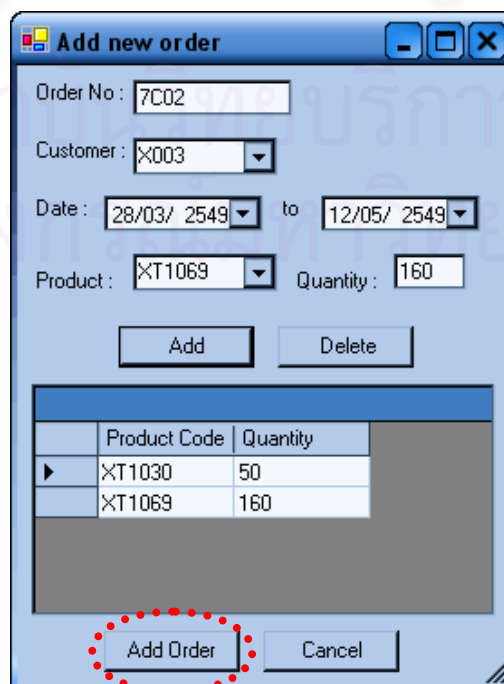 Add new order
Order No : 7C02
Customer : X003
Date : 28/03/ 2549 to 12/05/ 2549
Product : XT1069 Quantity : 160
Add Delete
Product Code Quantity
XT1030 50
XT1069 160
Add Order Cancel